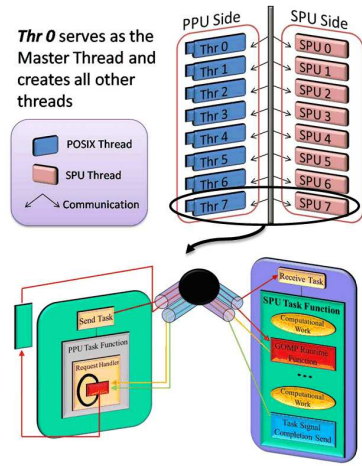 Thr 0 serves as the
Master Thread and
creates all other
threads
POSIX Thread
SPU Thread
Communication
PPU Side
SPU Side
Thr 0
SPU 0
Thr 1
SPU 1
Thr 2
SPU 2
Thr 3
SPU 3
Thr 4
SPU 4
Thr 5
SPU 5
Thr 6
SPU 6
Thr 7
SPU 7
Send Task
PPU Task Function
Request Handler
Receive Task
SPU Task Function
Computational
Work
GOMP Runtime
Function
...
Computational
Work
Task Signal
Completion Send